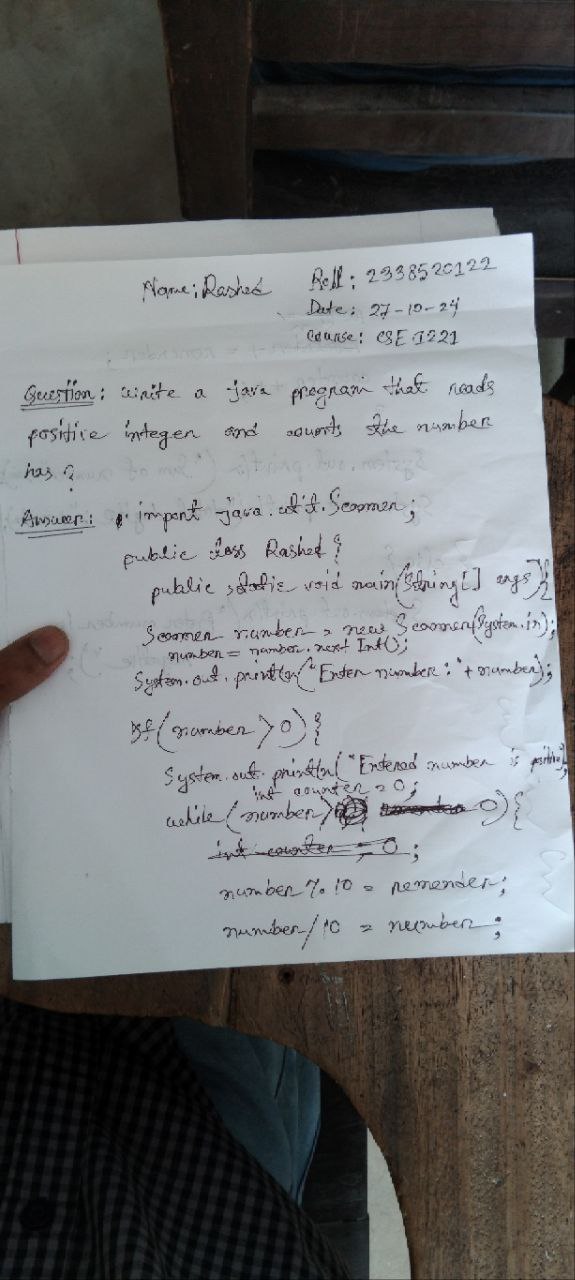 Name: Rashed
Roll: 2338520122
Date: 27-10-24
Course: CSE 1221
Question: write a java program that reads
positive integer and counts the number
has?
Answer: import java.util.Scanner;
public class Rashed {
public static void main(String[] args){
Scanner number = new Scanner(System.in);
number = number.next Int();
System.out.println("Enter number: "+number);
if (number > 0) {
System.out.println("Entered number is positive");
int counter = 0;
while (number > 0) {
int counter = 0;
number % 10 = remender;
number / 10 = number;